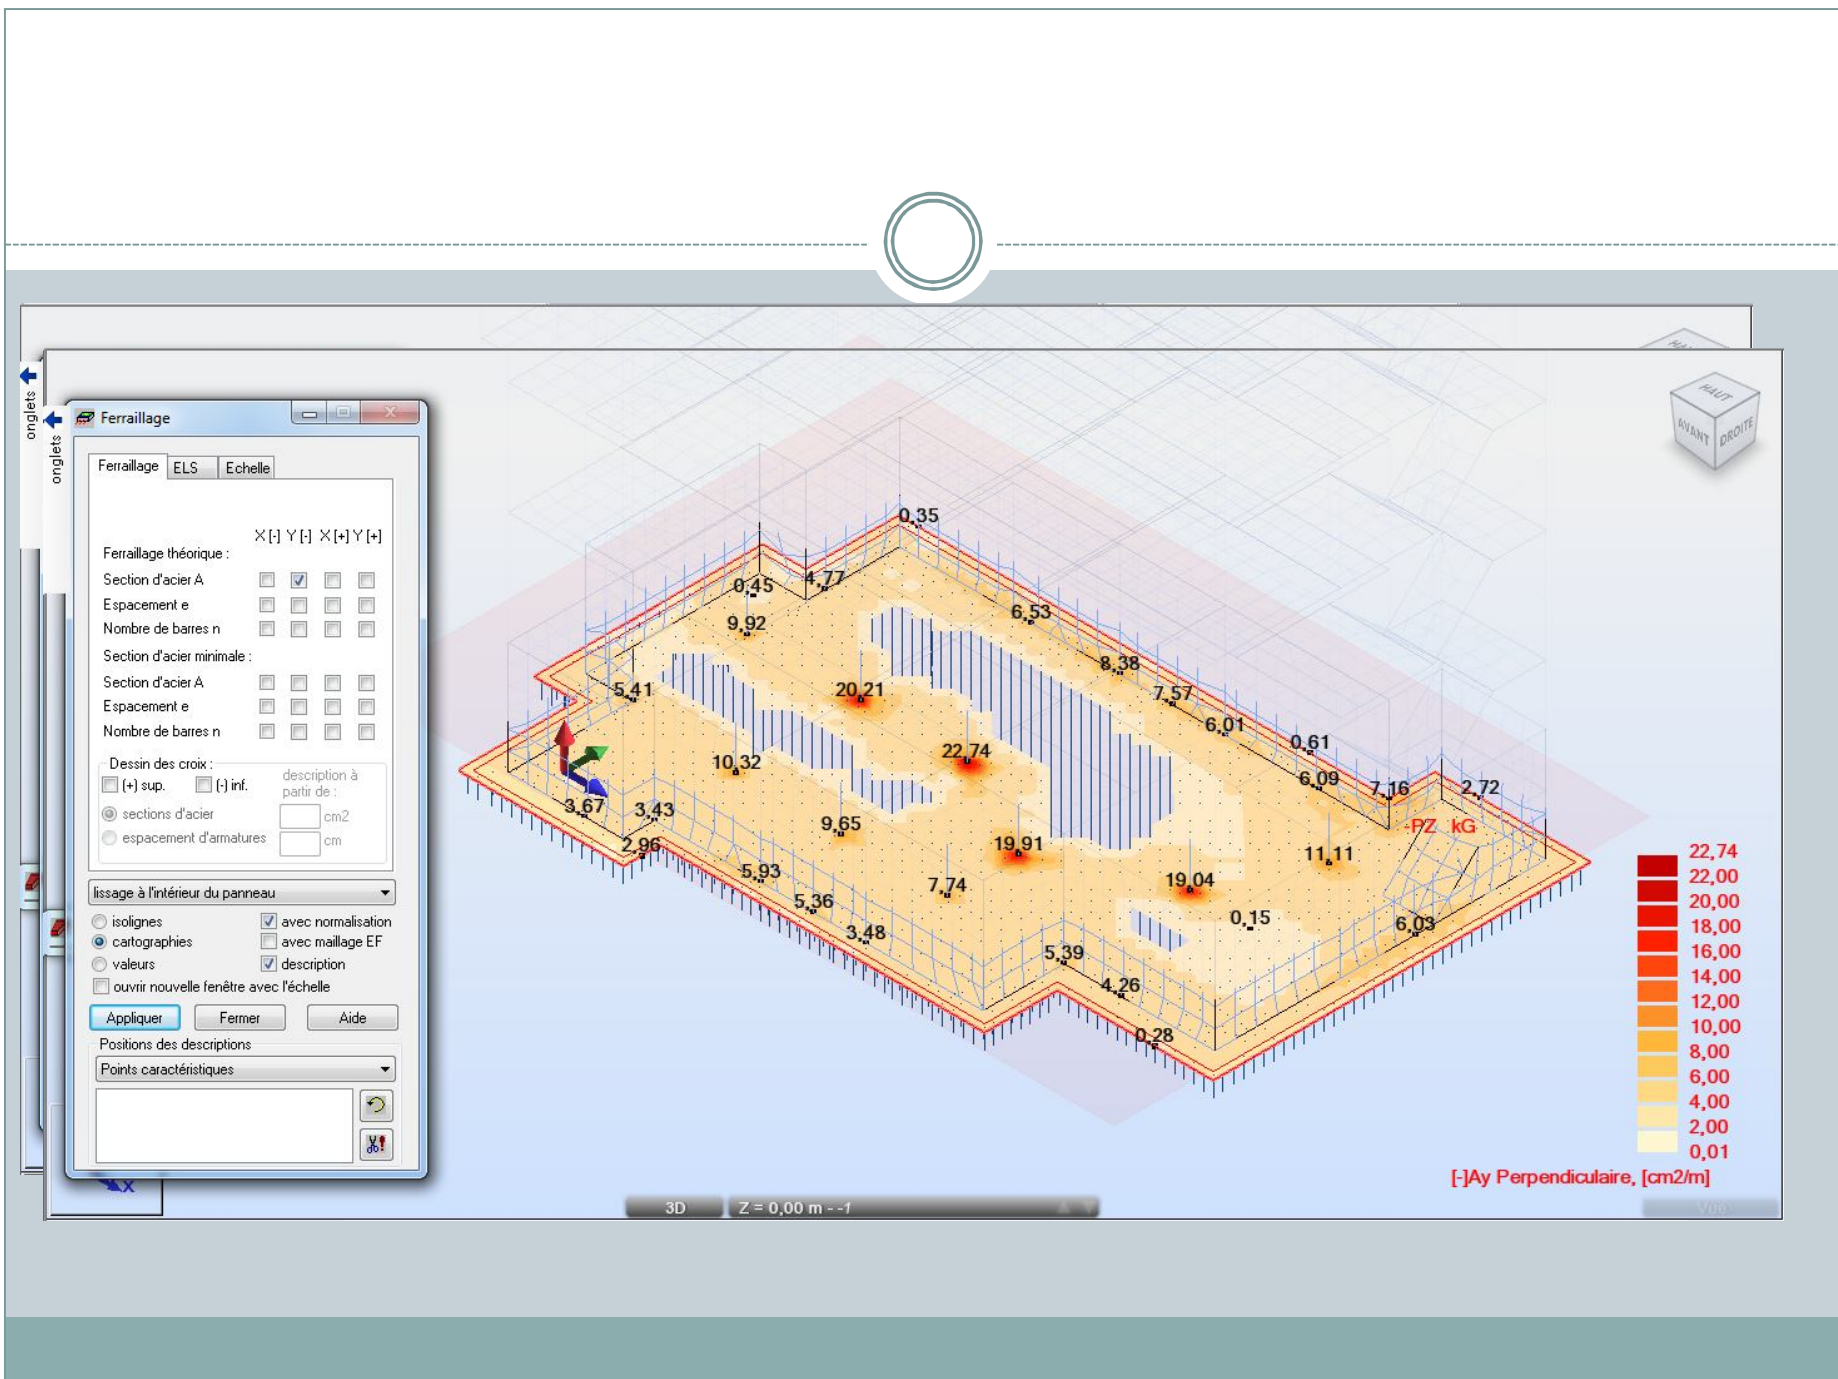 onglets
onglets
Ferraillage
Ferraillage ELS Echelle
X [-] Y [-] X [+] Y [+]
Ferraillage théorique :
Section d'acier A
Espacement e
Nombre de barres n
Section d'acier minimale :
Section d'acier A
Espacement e
Nombre de barres n
Dessin des croix :
(+) sup. (-) inf.
description à
partir de :
sections d'acier cm2
espacement d'armatures cm
lissage à l'intérieur du panneau
isolignes avec normalisation
cartographies avec maillage EF
valeurs description
ouvrir nouvelle fenêtre avec l'échelle
Appliquer Fermer Aide
Positions des descriptions
Points caractéristiques
x
HAUT
AVANT DROITE
0,35
0,45 4,77
9,92
6,53
8,38
5,41
20,21
7,57
6,01
0,61
22,74
10,32
6,09
7,16
2,72
3,67
3,43
9,65
-PZ kG
2,96
19,91
11,11
5,93
7,74
19,04
5,36
0,15
3,48
6,03
5,39
4,26
0,28
22,74
22,00
20,00
18,00
16,00
14,00
12,00
10,00
8,00
6,00
4,00
2,00
0,01
[-]Ay Perpendiculaire, [cm2/m]
3D Z = 0,00 m - -1
Vue